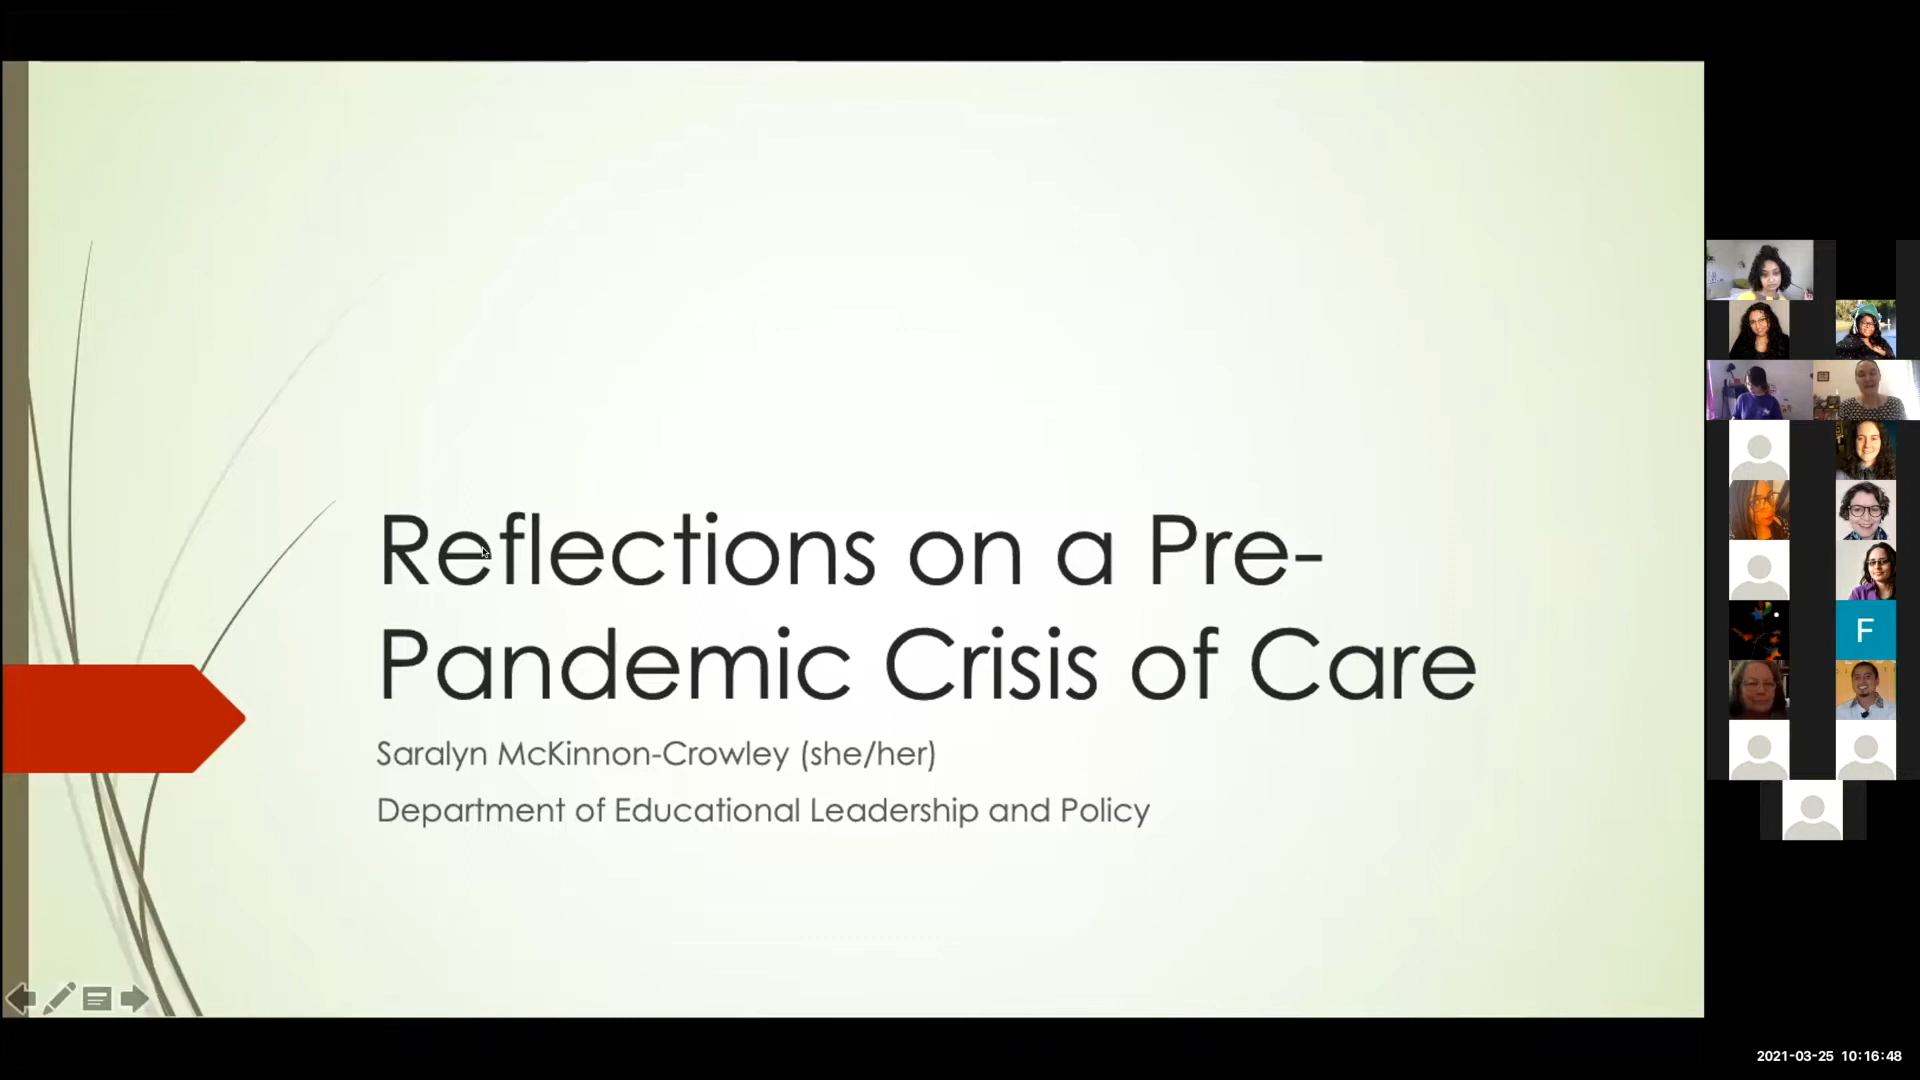 Reflections on a Pre-
Pandemic Crisis of Care
Saralyn McKinnon-Crowley (she/her)
Department of Educational Leadership and Policy
F
2021-03-25 10:16:48